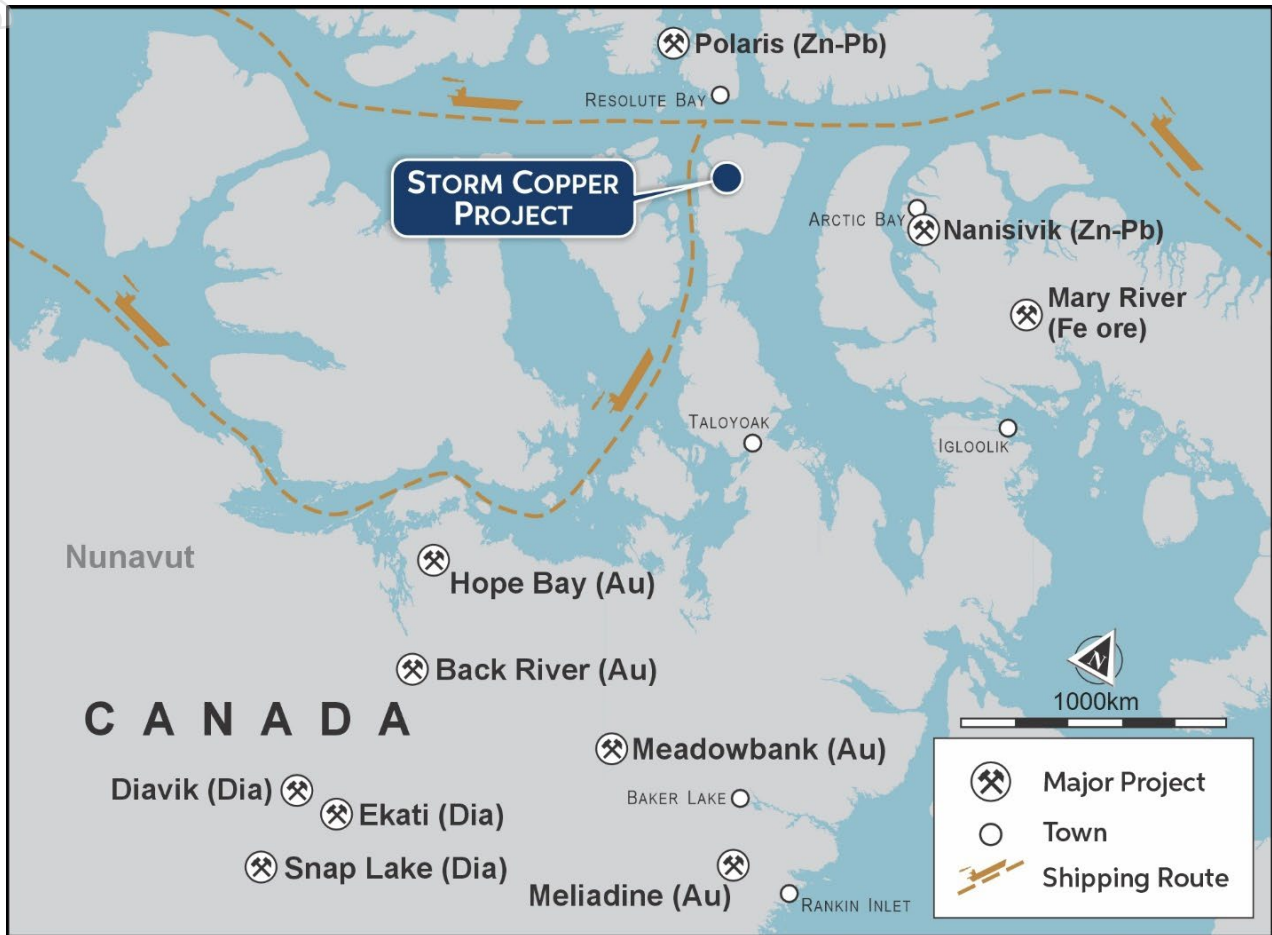 Polaris (Zn-Pb)
RESOLUTE BAY
STORM COPPER
PROJECT
ARCTIC BAY
Nanisivik (Zn-Pb)
Mary River
(Fe ore)
TALOYOAK
IGLOOLIK
Nunavut
Hope Bay (Au)
Back River (Au)
N
1000km
CANADA
Meadowbank (Au)
Diavik (Dia)
BAKER LAKE
Ekati (Dia)
Snap Lake (Dia)
Meliadine (Au)
RANKIN INLET
Major Project
Town
Shipping Route